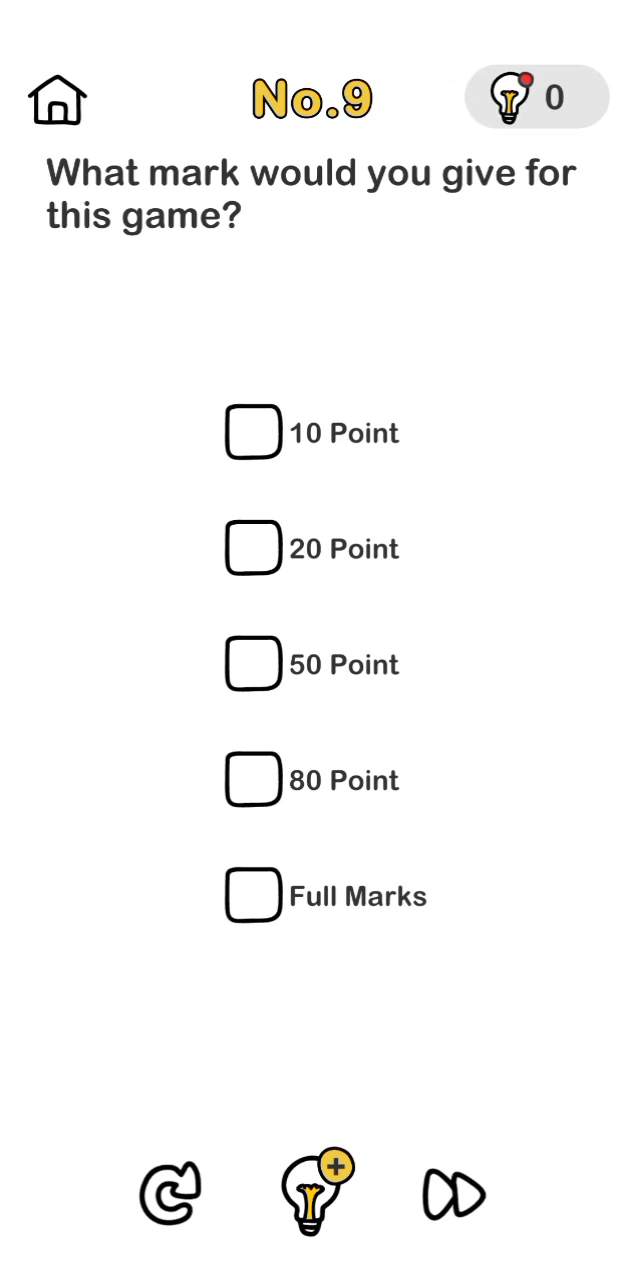 No.9
0
What mark would you give for
this game?
10 Point
20 Point
50 Point
80 Point
Full Marks